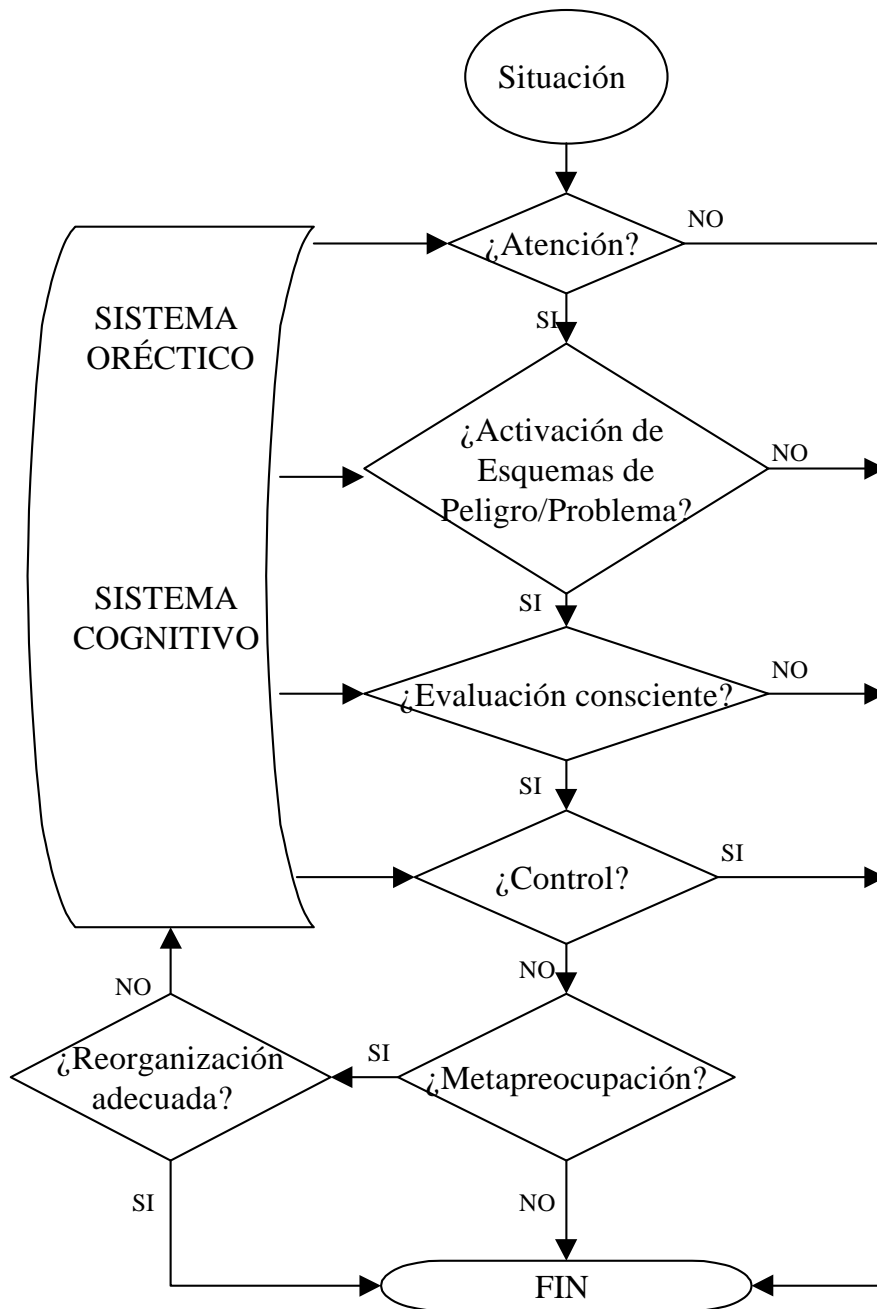 Situación
¿Atención?
NO
SI
SISTEMA
ORÉCTICO
¿Activación de
Esquemas de
Peligro/Problema?
NO
SI
SISTEMA
COGNITIVO
¿Evaluación consciente?
NO
SI
¿Control?
SI
NO
¿Metapreocupación?
SI
NO
¿Reorganización
adecuada?
NO
SI
FIN